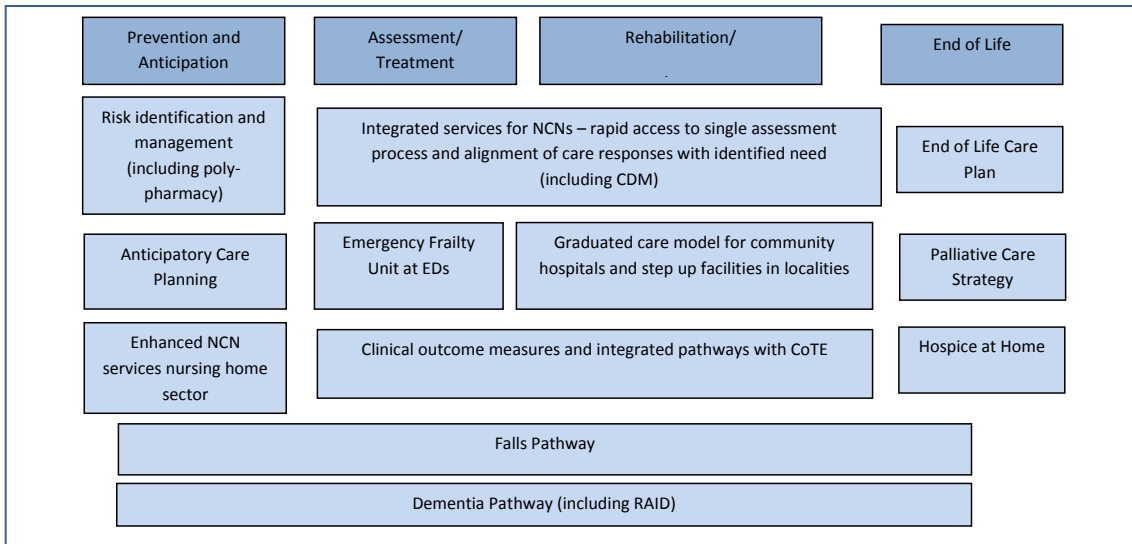 Prevention and
Anticipation
Assessment/
Treatment
Rehabilitation/
.
End of Life
Risk identification and
management
(including poly-
pharmacy)
Integrated services for NCNs – rapid access to single assessment
process and alignment of care responses with identified need
(including CDM)
End of Life Care
Plan
Anticipatory Care
Planning
Emergency Frailty
Unit at EDs
Graduated care model for community
hospitals and step up facilities in localities
Palliative Care
Strategy
Enhanced NCN
services nursing home
sector
Clinical outcome measures and integrated pathways with CoTE
Hospice at Home
Falls Pathway
Dementia Pathway (including RAID)